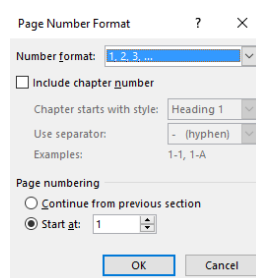 Page Number Format ? ×
Number format: 1, 2, 3, ...
Include chapter number
Chapter starts with style: Heading 1
Use separator: - (hyphen)
Examples: 1-1, 1-A
Page numbering
Continue from previous section
Start at: 1
OK Cancel